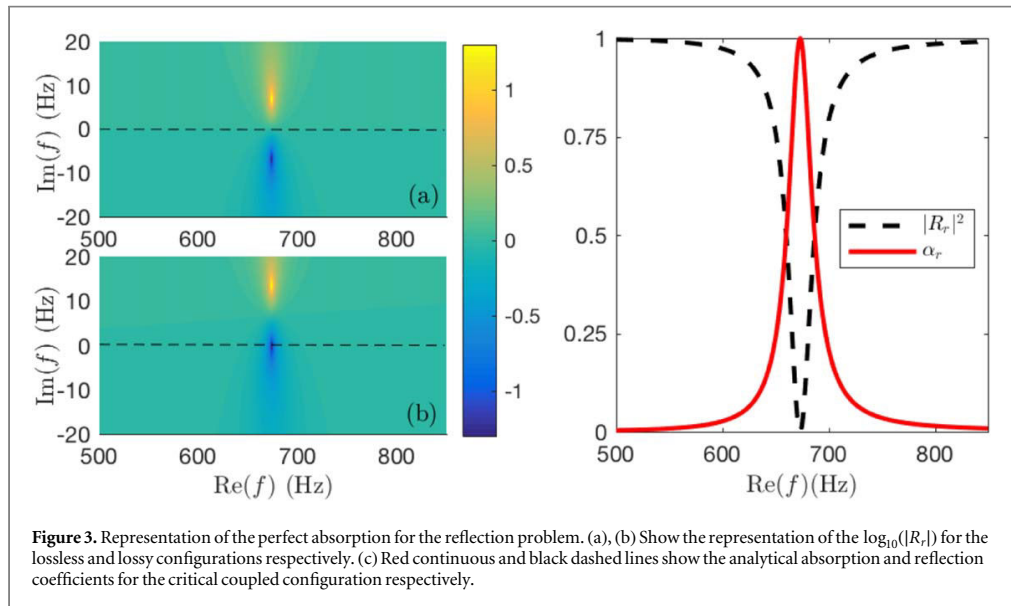 20
10
0
-10
-20
Im(f) (Hz)
(a)
500
600
700
800
20
10
0
-10
-20
Im(f) (Hz)
(b)
500
600
700
800
Re(f) (Hz)
1
0.5
0
-0.5
-1
1
0.75
0.5
0.25
0
|R_r|^2
α_r
600
700
800
Re(f)(Hz)
Figure 3. Representation of the perfect absorption for the reflection problem. (a), (b) Show the representation of the log₁₀(|R_r|) for the
lossless and lossy configurations respectively. (c) Red continuous and black dashed lines show the analytical absorption and reflection
coefficients for the critical coupled configuration respectively.